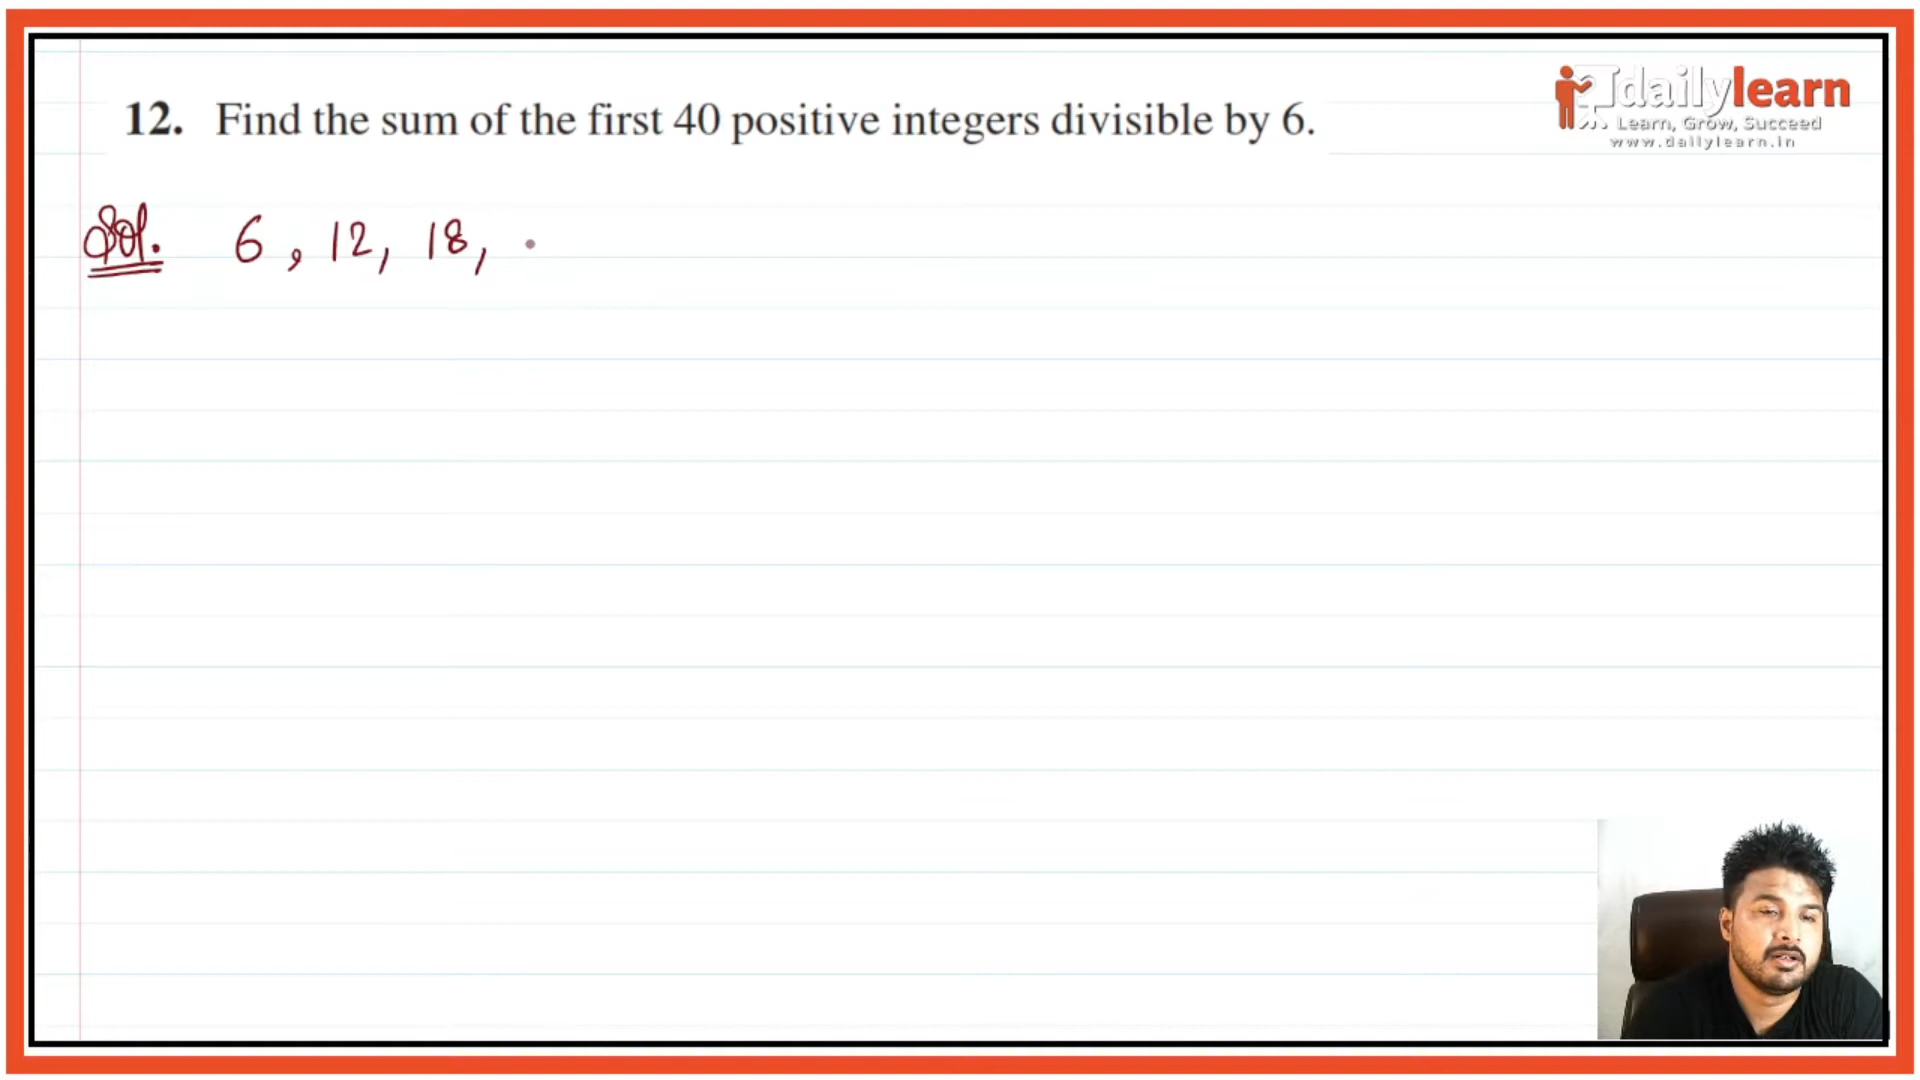 12. Find the sum of the first 40 positive integers divisible by 6.
dailylearn
Learn, Grow, Succeed
www.dailylearn.in
Sol. 6, 12, 18,